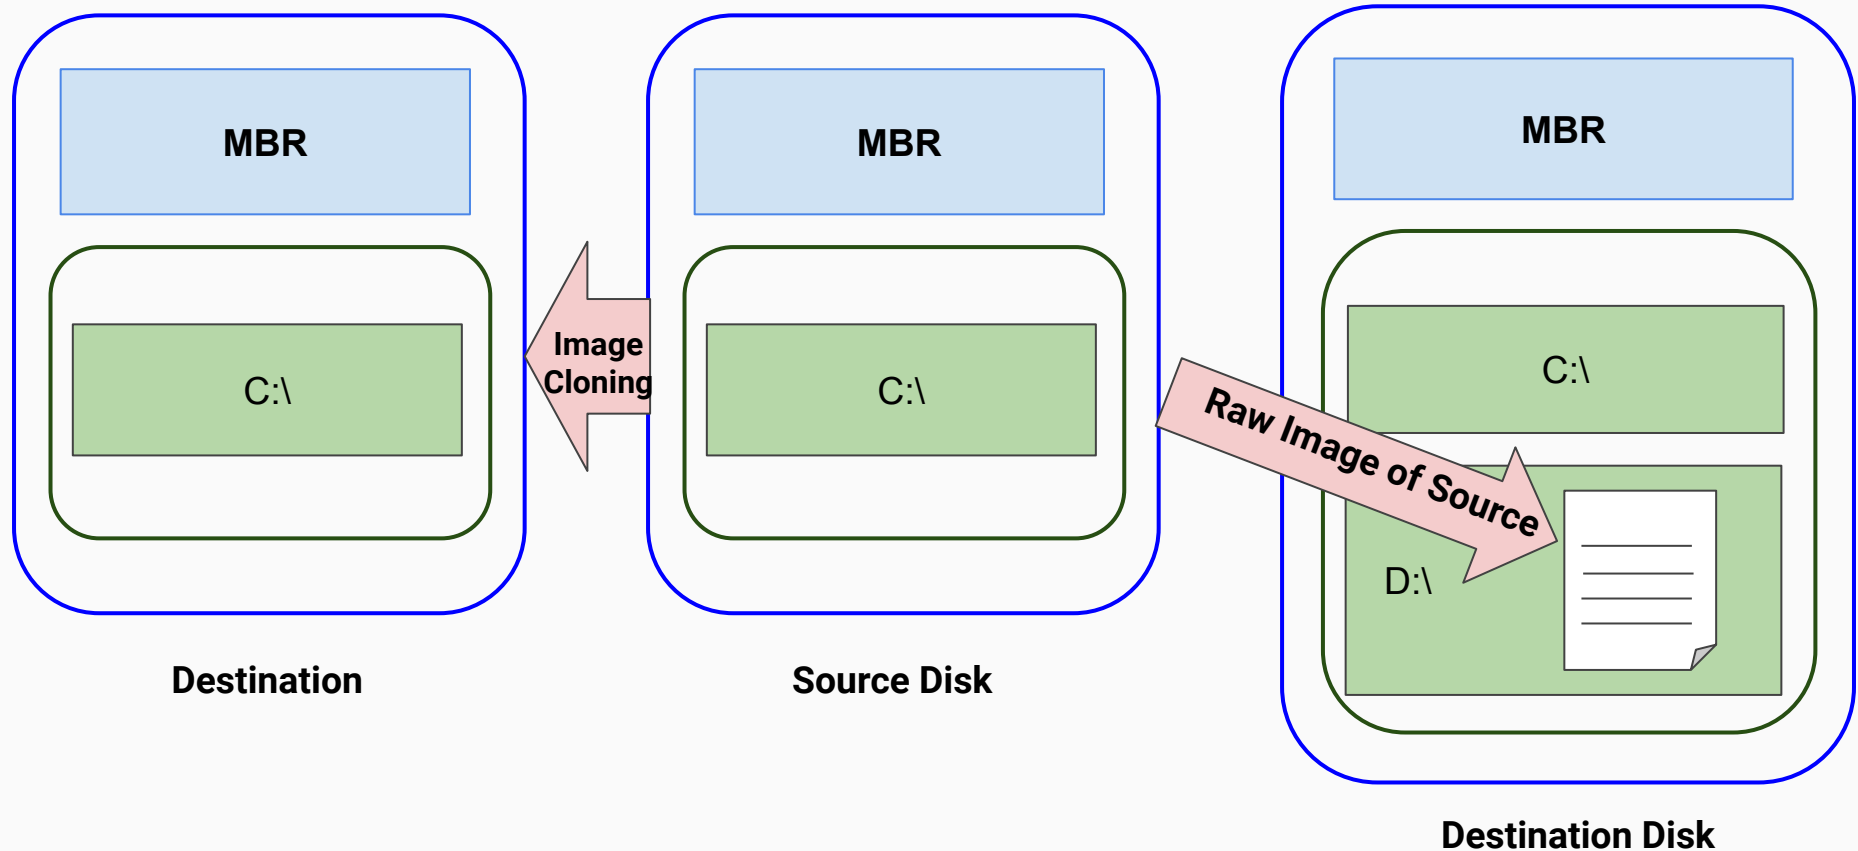 MBR
C:\
Destination
Image
Cloning
MBR
C:\
Source Disk
Raw Image of Source
MBR
C:\
D:\
Destination Disk